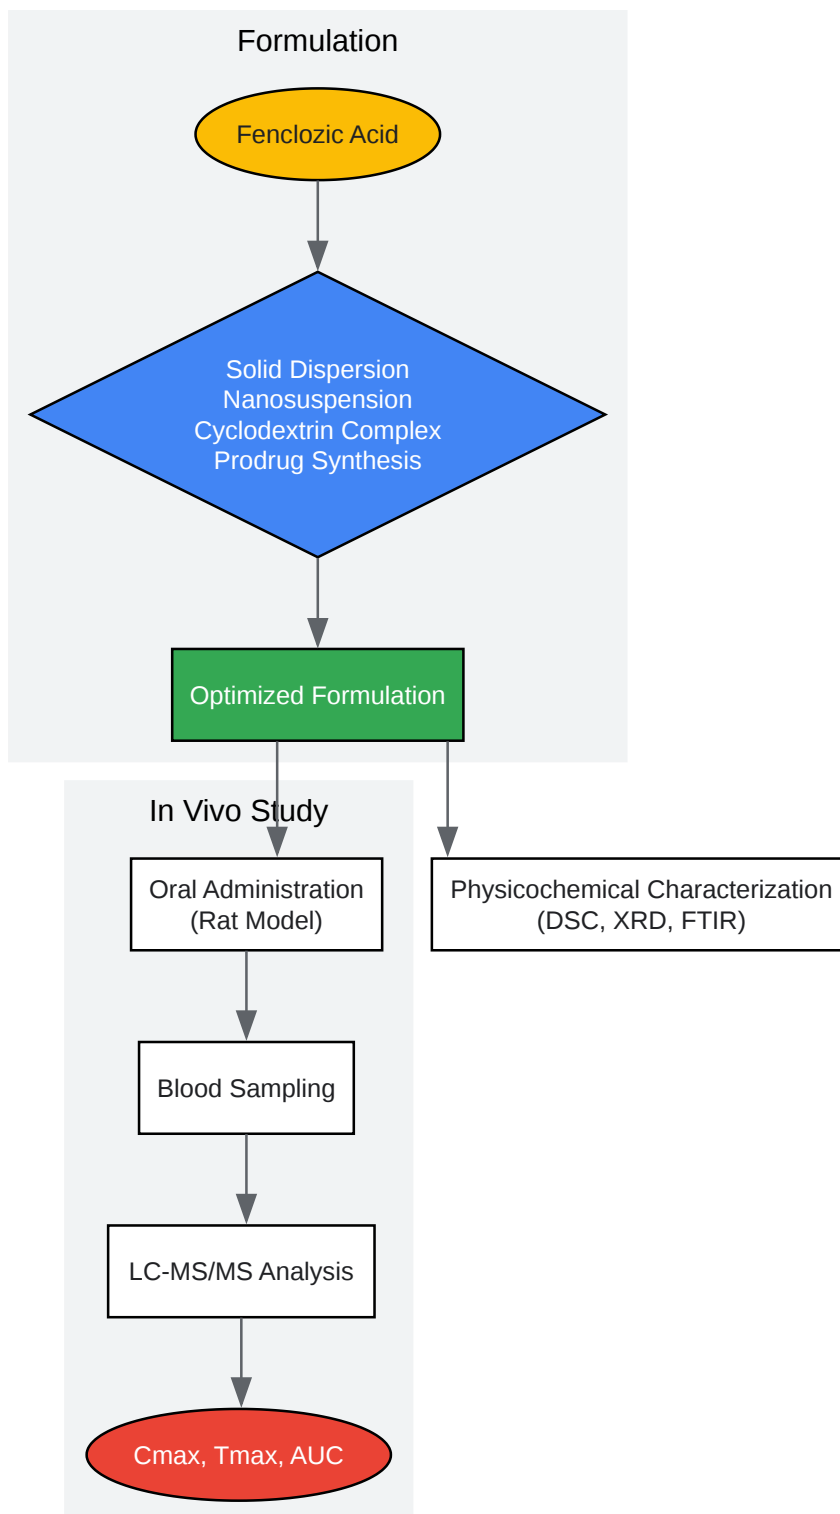 Formulation
Fenclozic Acid
Solid Dispersion
Nanosuspension
Cyclodextrin Complex
Prodrug Synthesis
Optimized Formulation
In Vivo Study
Oral Administration
(Rat Model)
Physicochemical Characterization
(DSC, XRD, FTIR)
Blood Sampling
LC-MS/MS Analysis
Cmax, Tmax, AUC